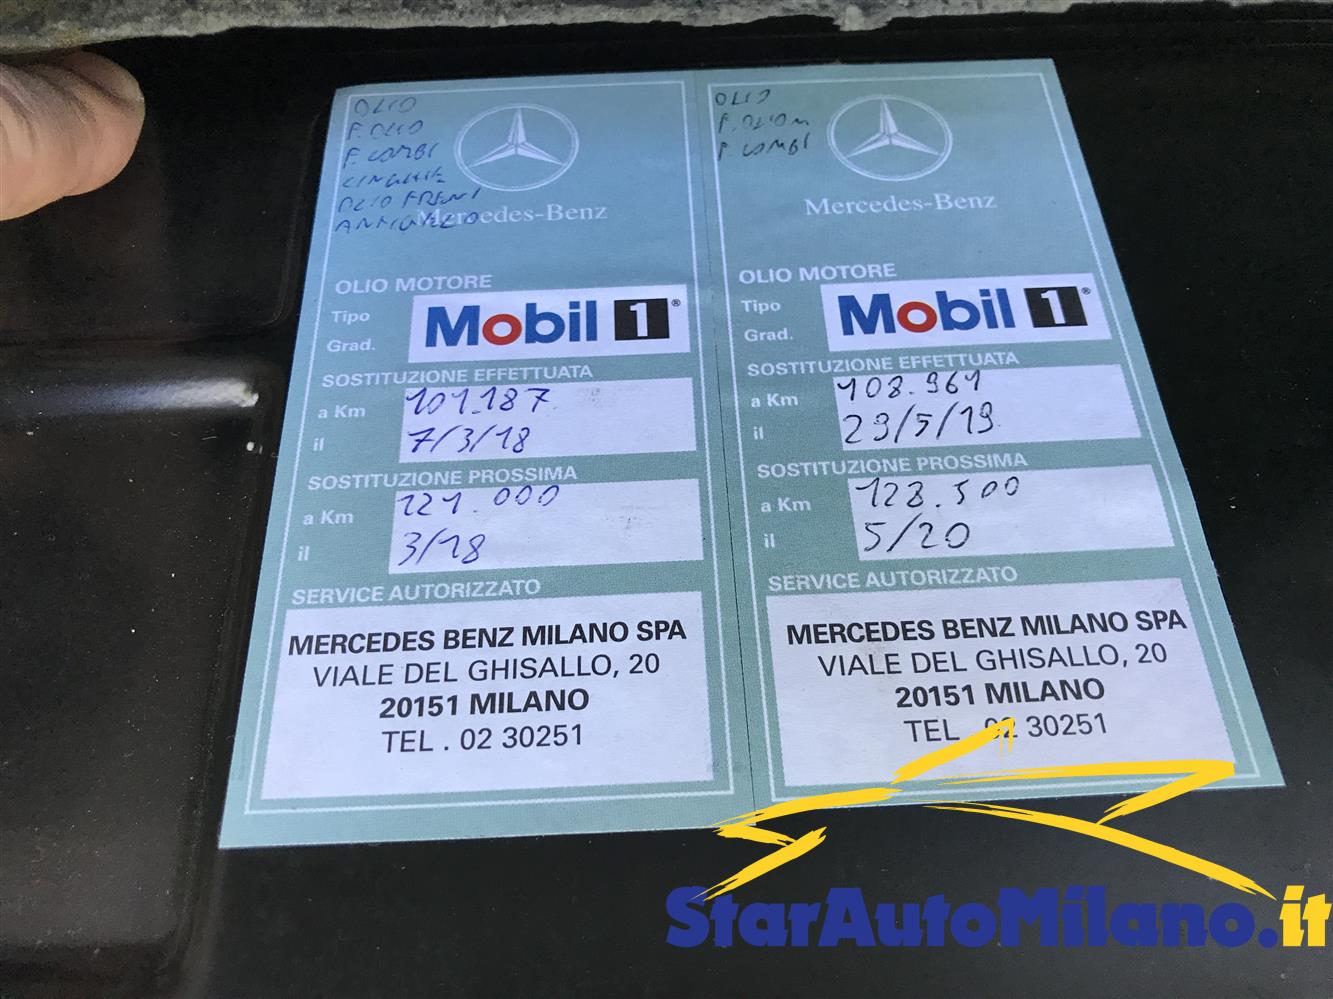 OLIO
F. OLIO
F. COMBI
CINGHIE
OLIO FRENI
ANTIGELO
Mercedes-Benz
OLIO MOTORE
Tipo
Grad.
Mobil 1®
SOSTITUZIONE EFFETTUATA
a Km 101.187
il 7/3/18
SOSTITUZIONE PROSSIMA
a Km 121.000
il 3/18
SERVICE AUTORIZZATO
MERCEDES BENZ MILANO SPA
VIALE DEL GHISALLO, 20
20151 MILANO
TEL . 02 30251
OLIO
F. OLIO M
F. COMBI
Mercedes-Benz
OLIO MOTORE
Tipo
Grad.
Mobil 1®
SOSTITUZIONE EFFETTUATA
a Km 108.961
il 29/5/19
SOSTITUZIONE PROSSIMA
a Km 128.500
il 5/20
SERVICE AUTORIZZATO
MERCEDES BENZ MILANO SPA
VIALE DEL GHISALLO, 20
20151 MILANO
TEL . 02 30251
StarAutoMilano.it